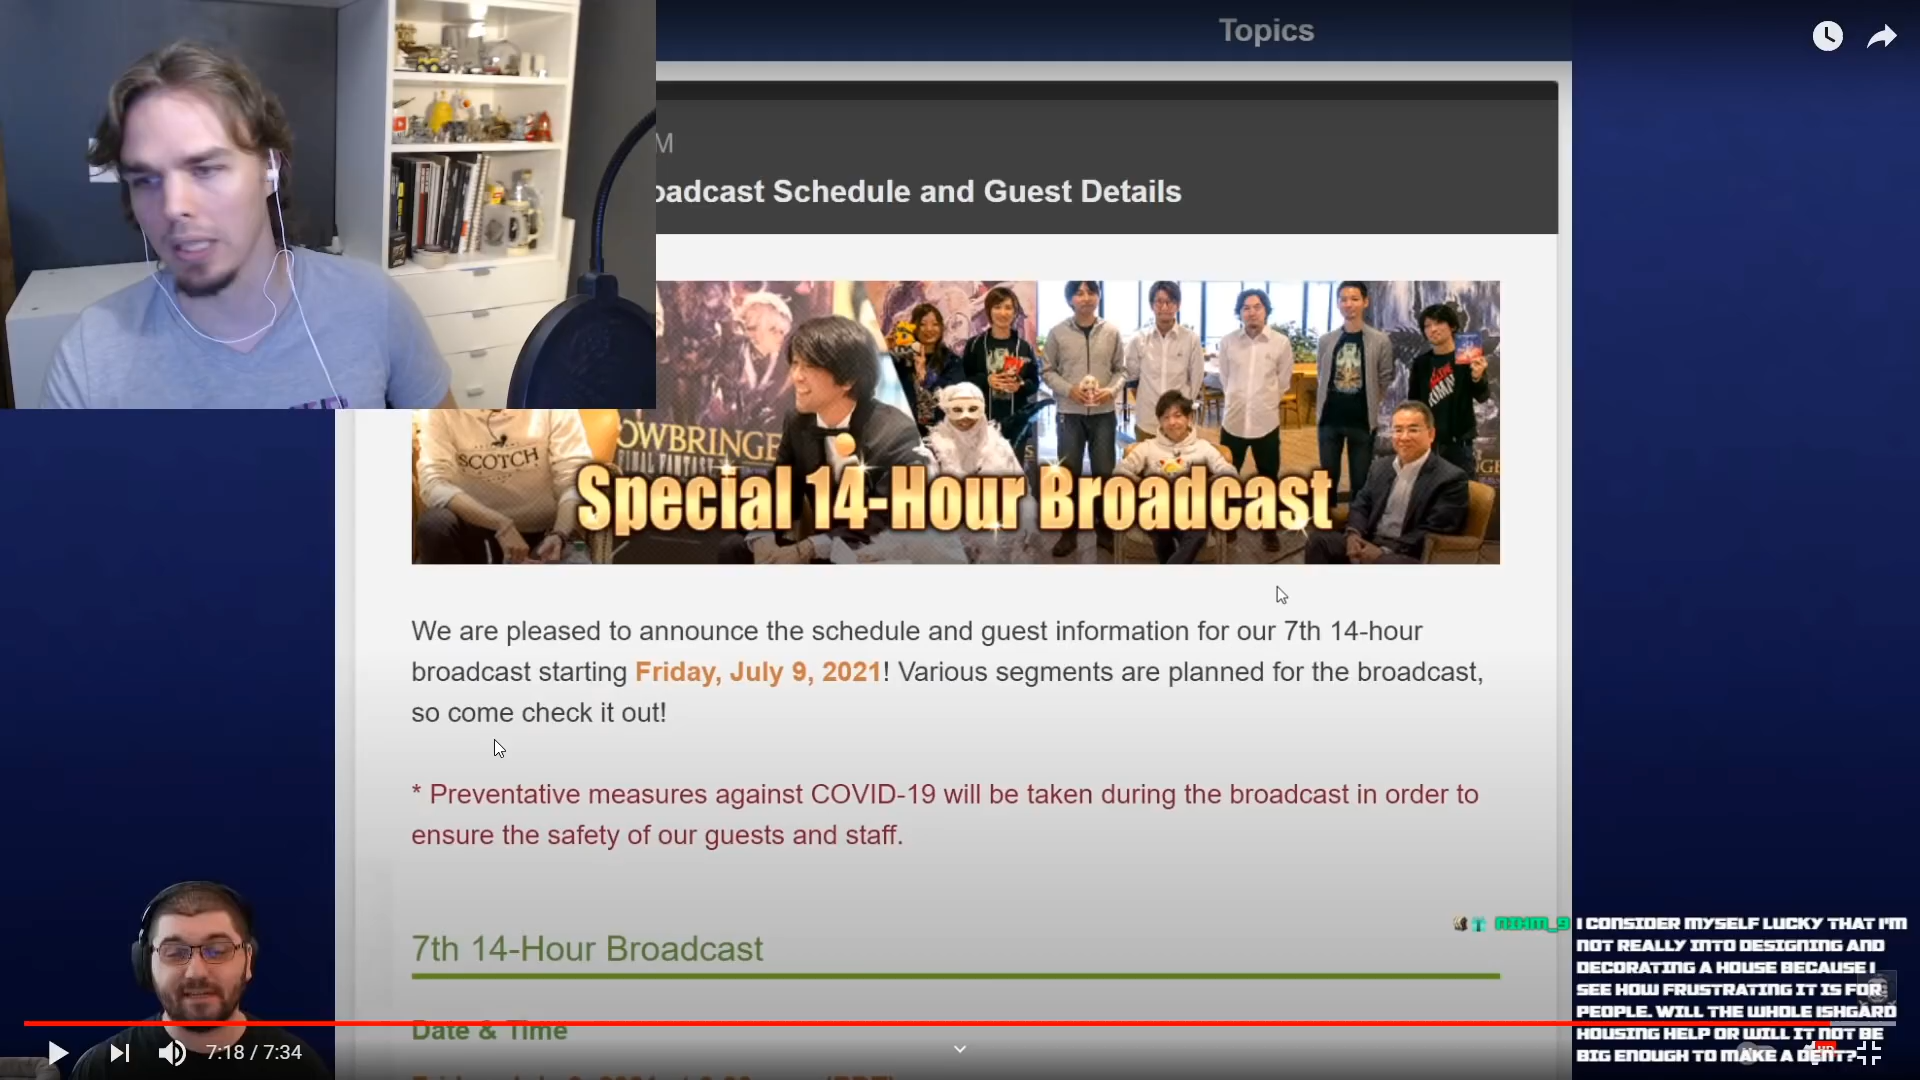 Topics
M
oadcast Schedule and Guest Details
SCOTCH
OWBRINGE
FINAL FANTASY
Special 14-Hour Broadcast
We are pleased to announce the schedule and guest information for our 7th 14-hour
broadcast starting Friday, July 9, 2021! Various segments are planned for the broadcast,
so come check it out!
* Preventative measures against COVID-19 will be taken during the broadcast in order to
ensure the safety of our guests and staff.
7th 14-Hour Broadcast
Date & Time
NIHM_9 I CONSIDER MYSELF LUCKY THAT I'M
NOT REALLY INTO DESIGNING AND
DECORATING A HOUSE BECAUSE I
SEE HOW FRUSTRATING IT IS FOR
PEOPLE. WILL THE WHOLE ISHGARD
HOUSING HELP OR WILL IT NOT BE
BIG ENOUGH TO MAKE A DENT?
7:18 / 7:34